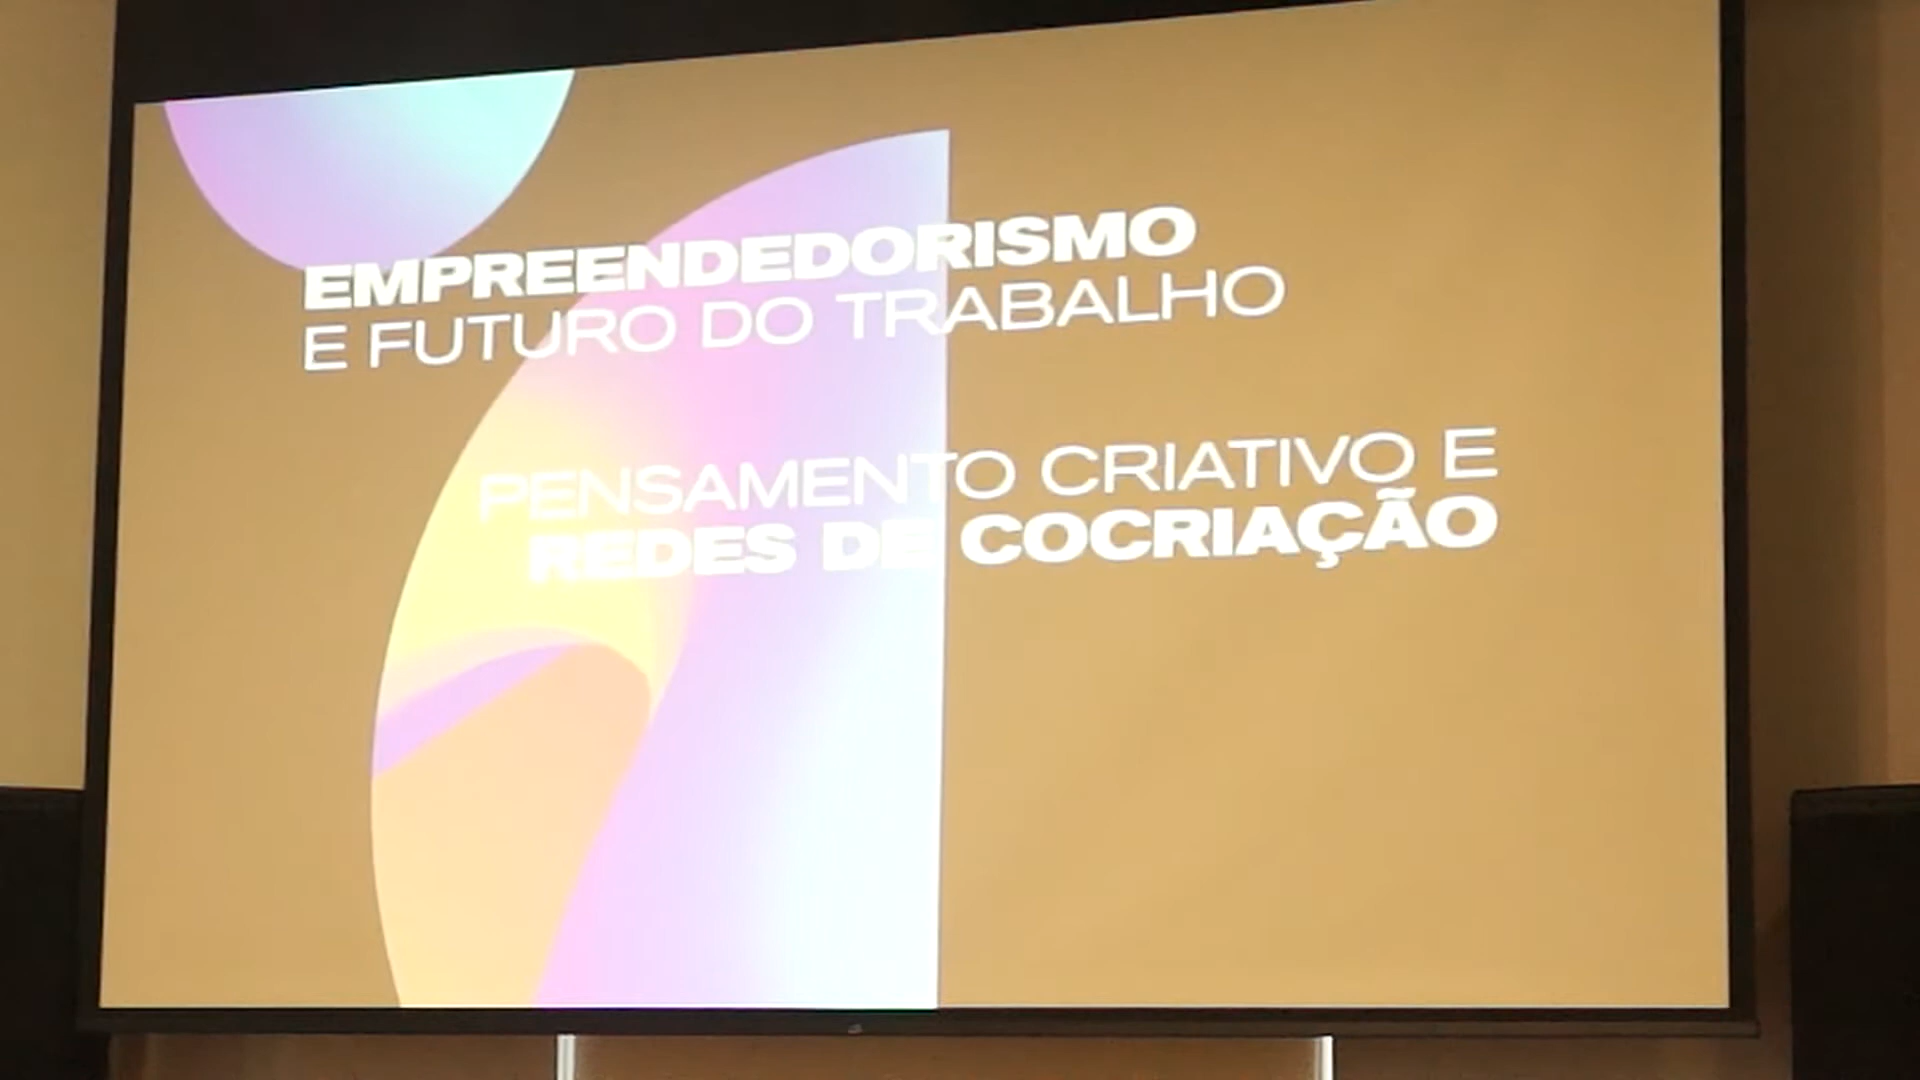 EMPREENDEDORISMO
E FUTURO DO TRABALHO
PENSAMENTO CRIATIVO E
REDES DE COCRIAÇÃO